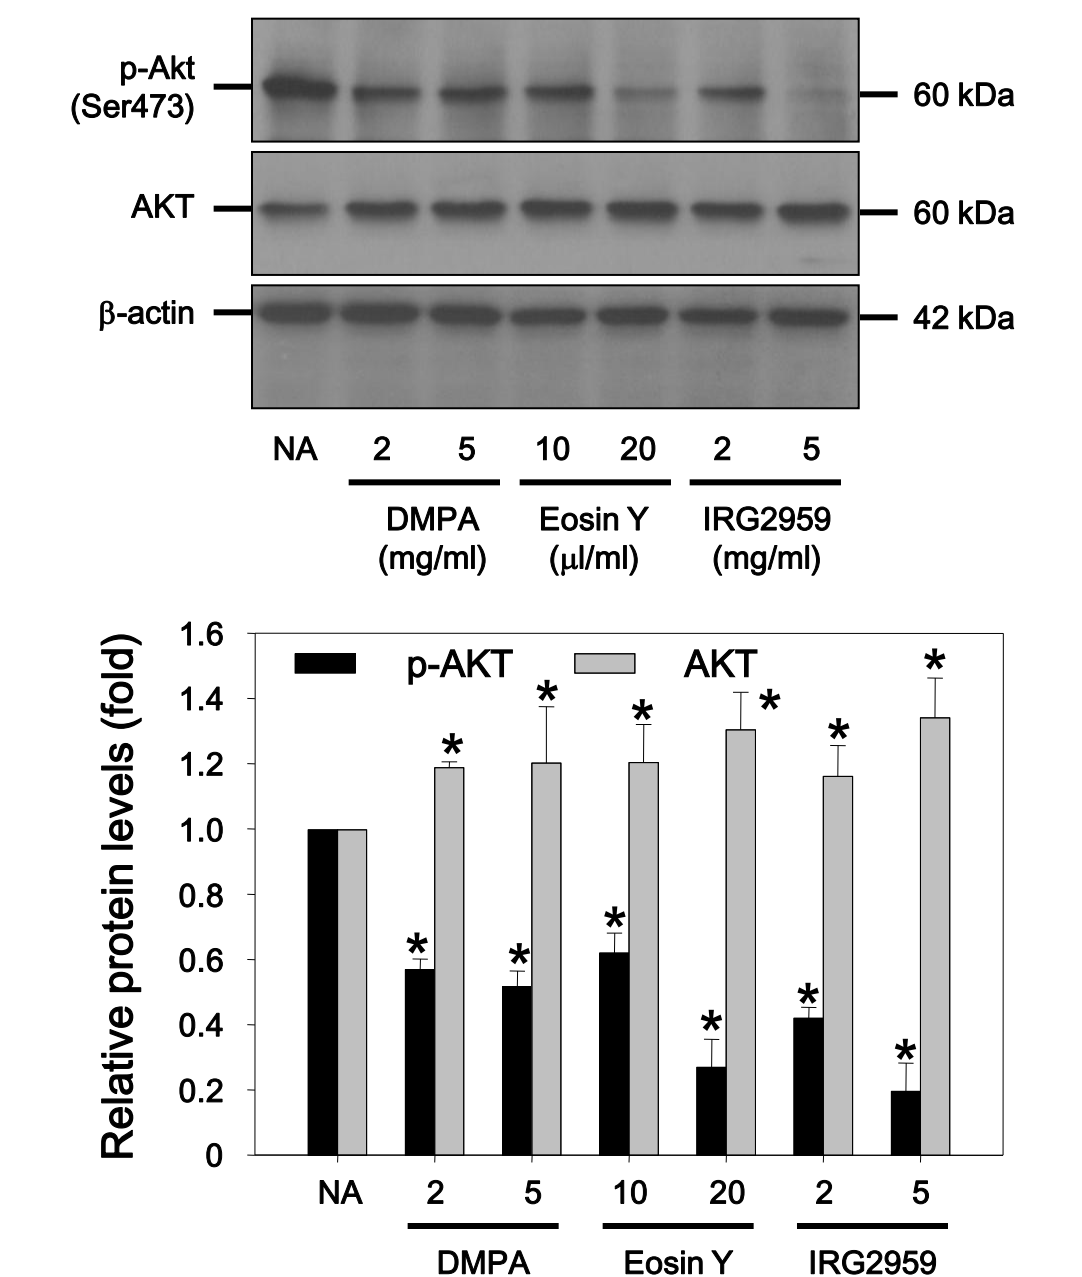 p-Akt
(Ser473)
60 kDa
AKT
60 kDa
β-actin
42 kDa
NA 2 5 10 20 2 5
DMPA Eosin Y IRG2959
(mg/ml) (μl/ml) (mg/ml)
Relative protein levels (fold)
1.6
p-AKT AKT
1.4
1.2
1.0
0.8
0.6
0.4
0.2
0
* * * * * * * * * * * *
NA 2 5 10 20 2 5
DMPA Eosin Y IRG2959